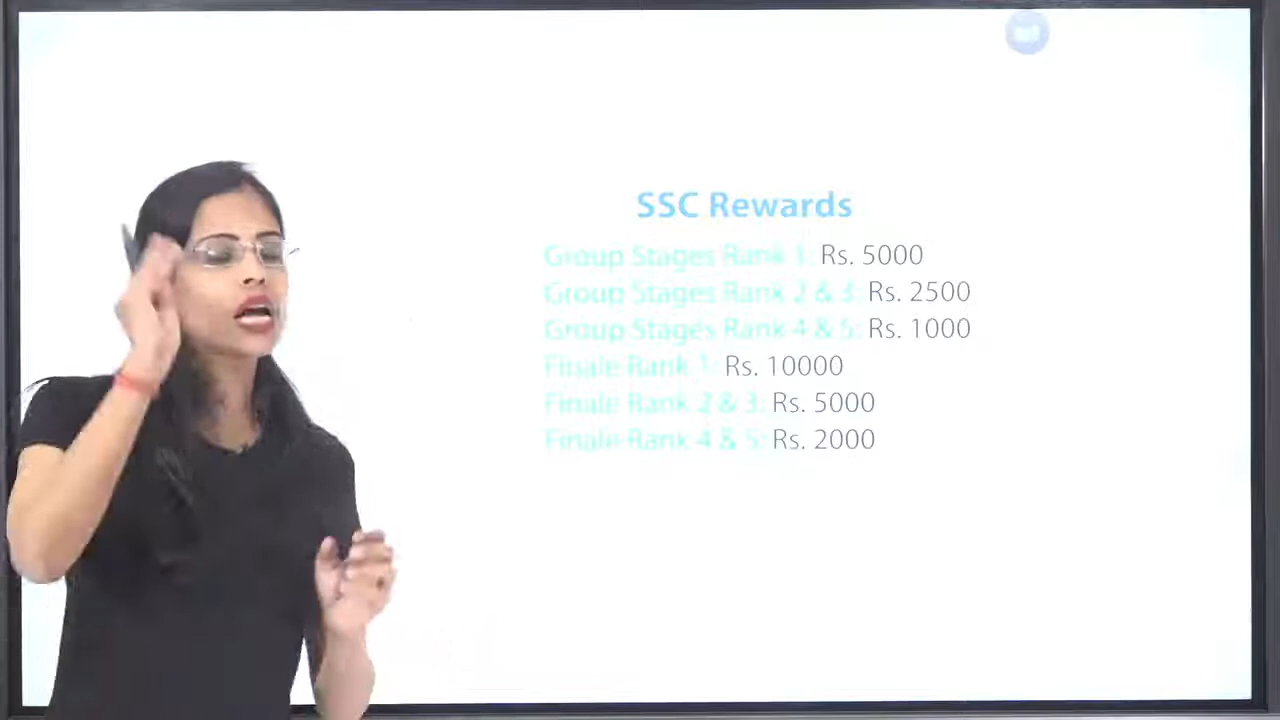 SSC Rewards
Group Stages Rank 1: Rs. 5000
Group Stages Rank 2 & 3: Rs. 2500
Group Stages Rank 4 & 5: Rs. 1000
Finale Rank 1: Rs. 10000
Finale Rank 2 & 3: Rs. 5000
Finale Rank 4 & 5: Rs. 2000